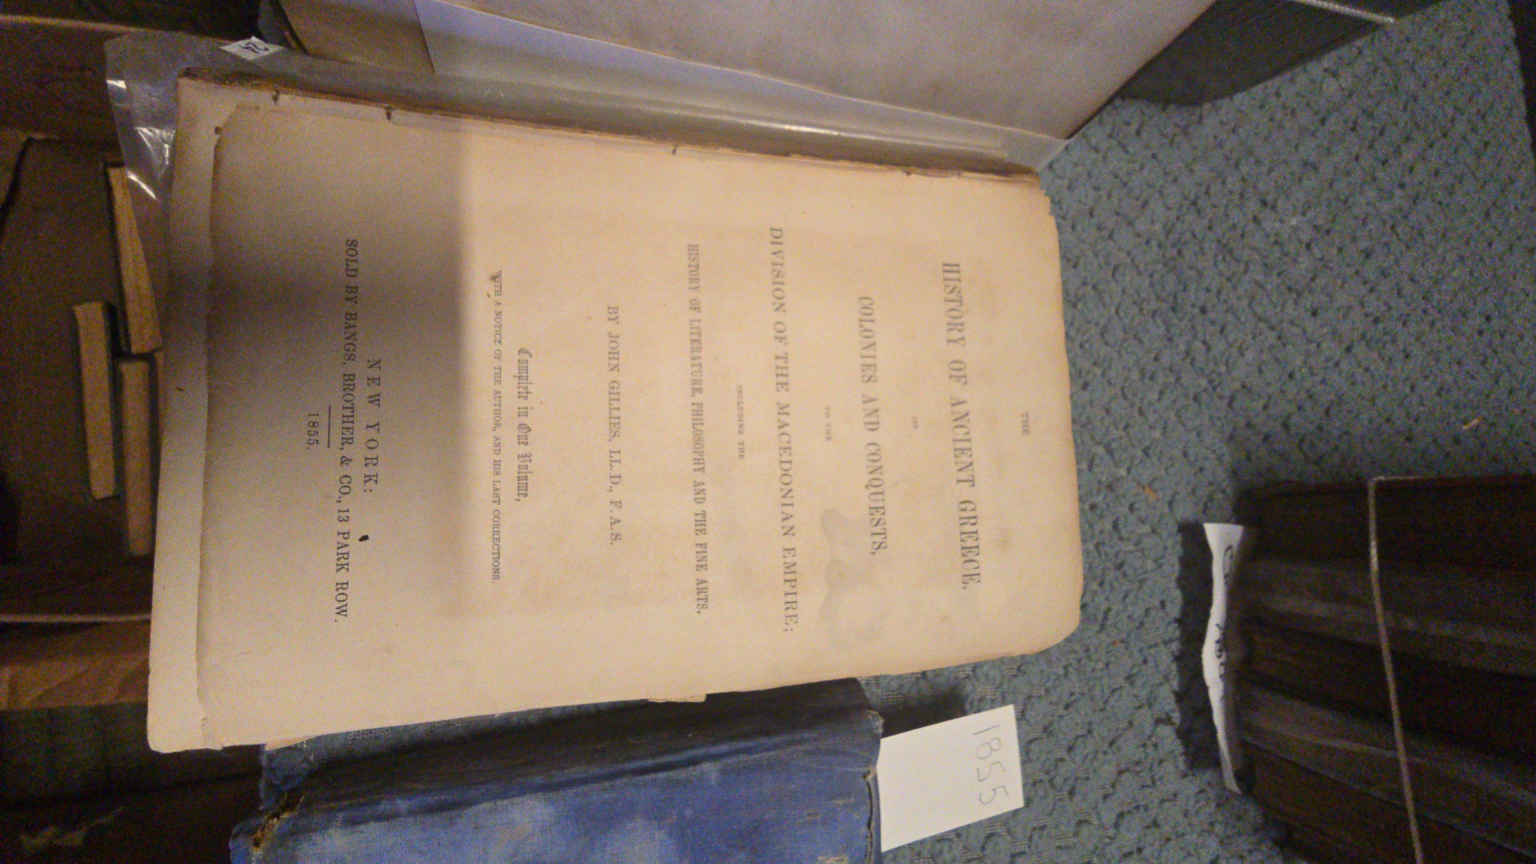 THE
HISTORY OF ANCIENT GREECE,
ITS
COLONIES AND CONQUESTS,
TO THE
DIVISION OF THE MACEDONIAN EMPIRE;
INCLUDING THE
HISTORY OF LITERATURE, PHILOSOPHY AND THE FINE ARTS.
BY JOHN GILLIES, LL.D., F.A.S.
Complete in One Volume,
WITH A NOTICE OF THE AUTHOR, AND HIS LAST CORRECTIONS.
NEW YORK:
SOLD BY BANGS, BROTHER, & CO., 13 PARK ROW.
1855.
1855